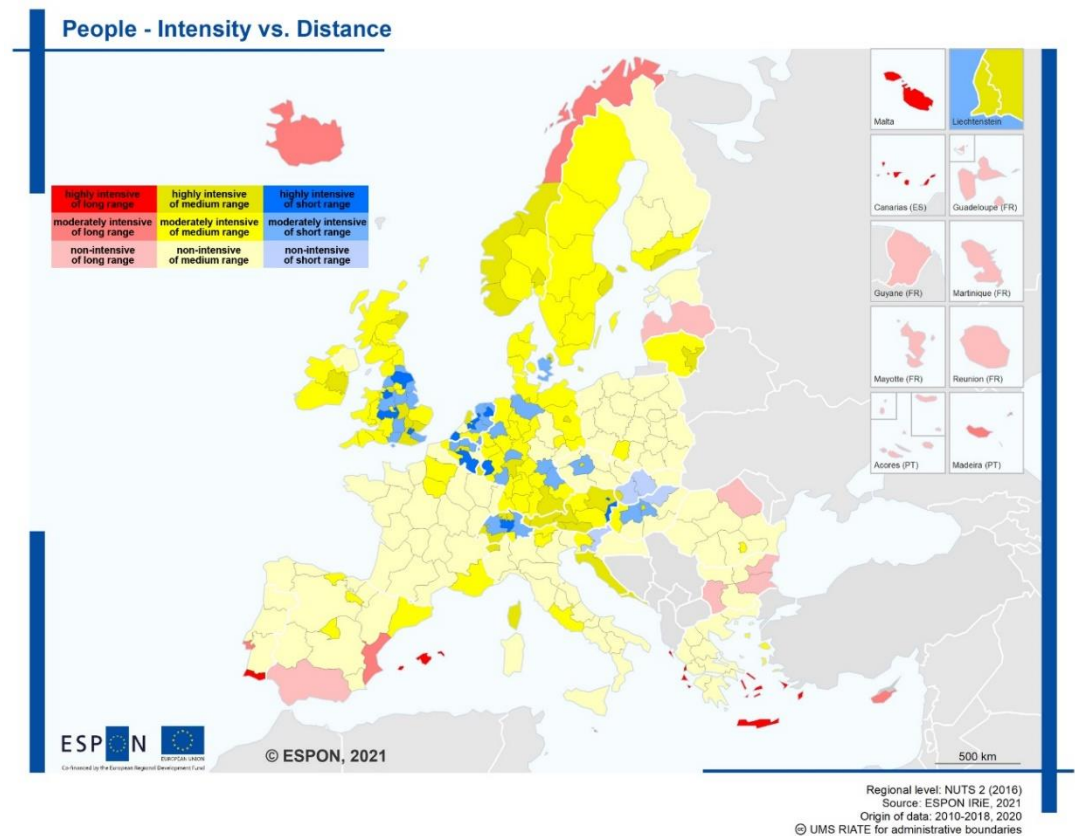 People - Intensity vs. Distance
highly intensive
of long range
highly intensive
of medium range
highly intensive
of short range
moderately intensive
of long range
moderately intensive
of medium range
moderately intensive
of short range
non-intensive
of long range
non-intensive
of medium range
non-intensive
of short range
Malta
Liechtenstein
Canarias (ES)
Guadeloupe (FR)
Guyane (FR)
Martinique (FR)
Mayotte (FR)
Reunion (FR)
Acores (PT)
Madeira (PT)
ESPON
EUROPEAN UNION
Co-financed by the European Regional Development Fund
© ESPON, 2021
500 km
Regional level: NUTS 2 (2016)
Source: ESPON IRiE, 2021
Origin of data: 2010-2018, 2020
© UMS RIATE for administrative boundaries